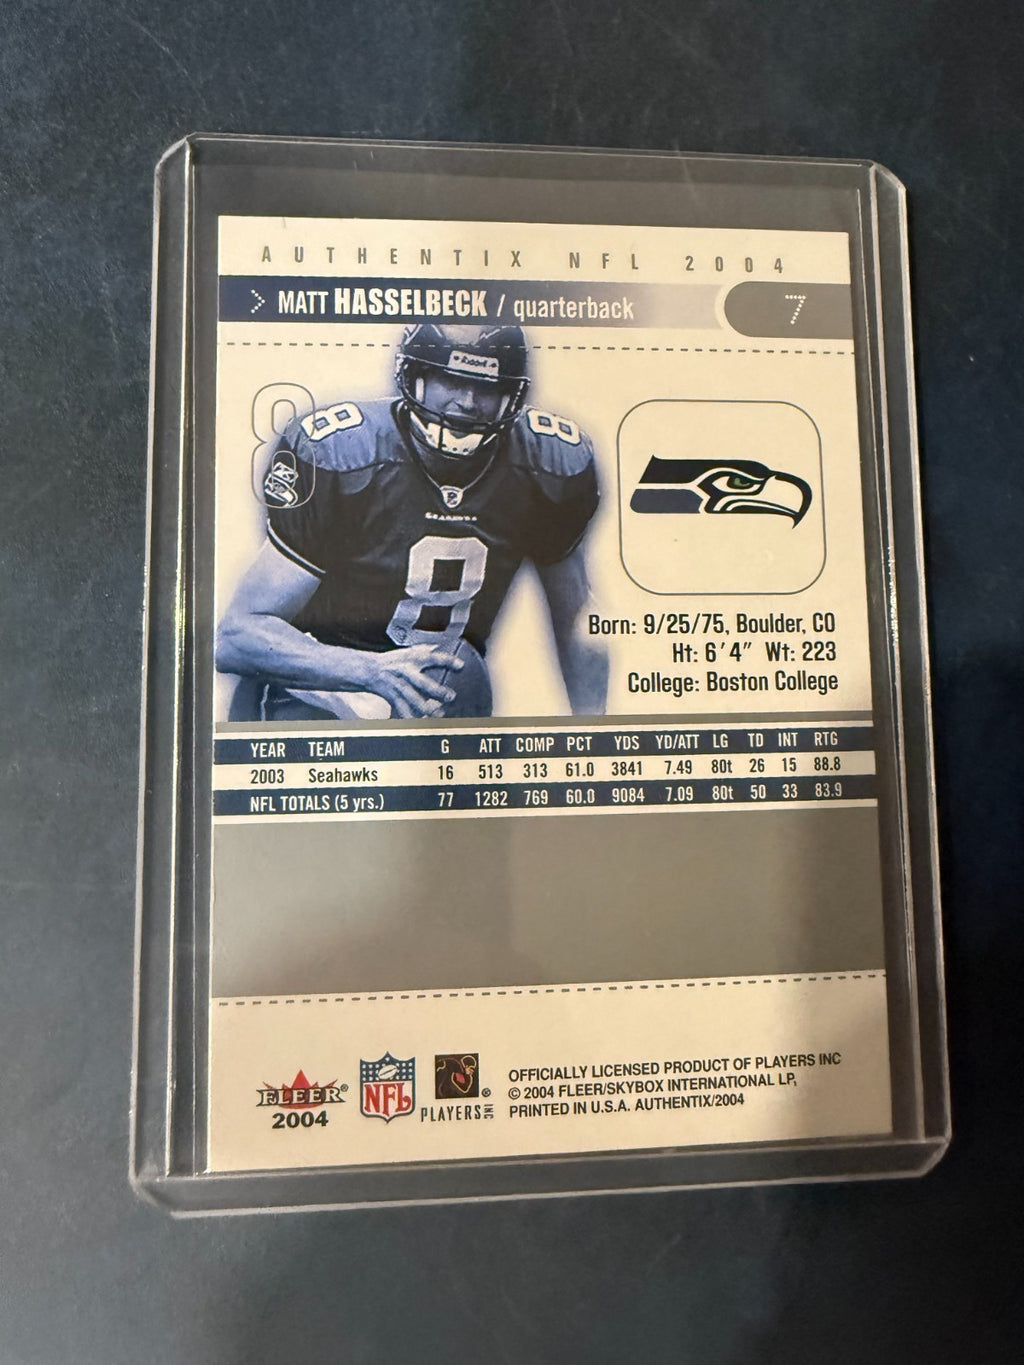 AUTHENTIX NFL 2004
MATT HASSELBECK / quarterback 7
Riddell
8 8 8
SEAHAWKS
8
Born: 9/25/75, Boulder, CO
Ht: 6'4" Wt: 223
College: Boston College
YEAR TEAM G ATT COMP PCT YDS YD/ATT LG TD INT RTG
2003 Seahawks 16 513 313 61.0 3841 7.49 80t 26 15 88.8
NFL TOTALS (5 yrs.) 77 1282 769 60.0 9084 7.09 80t 50 33 83.9
FLEER®
2004
NFL
PLAYERS INC ®
OFFICIALLY LICENSED PRODUCT OF PLAYERS INC
© 2004 FLEER/SKYBOX INTERNATIONAL LP,
PRINTED IN U.S.A. AUTHENTIX/2004